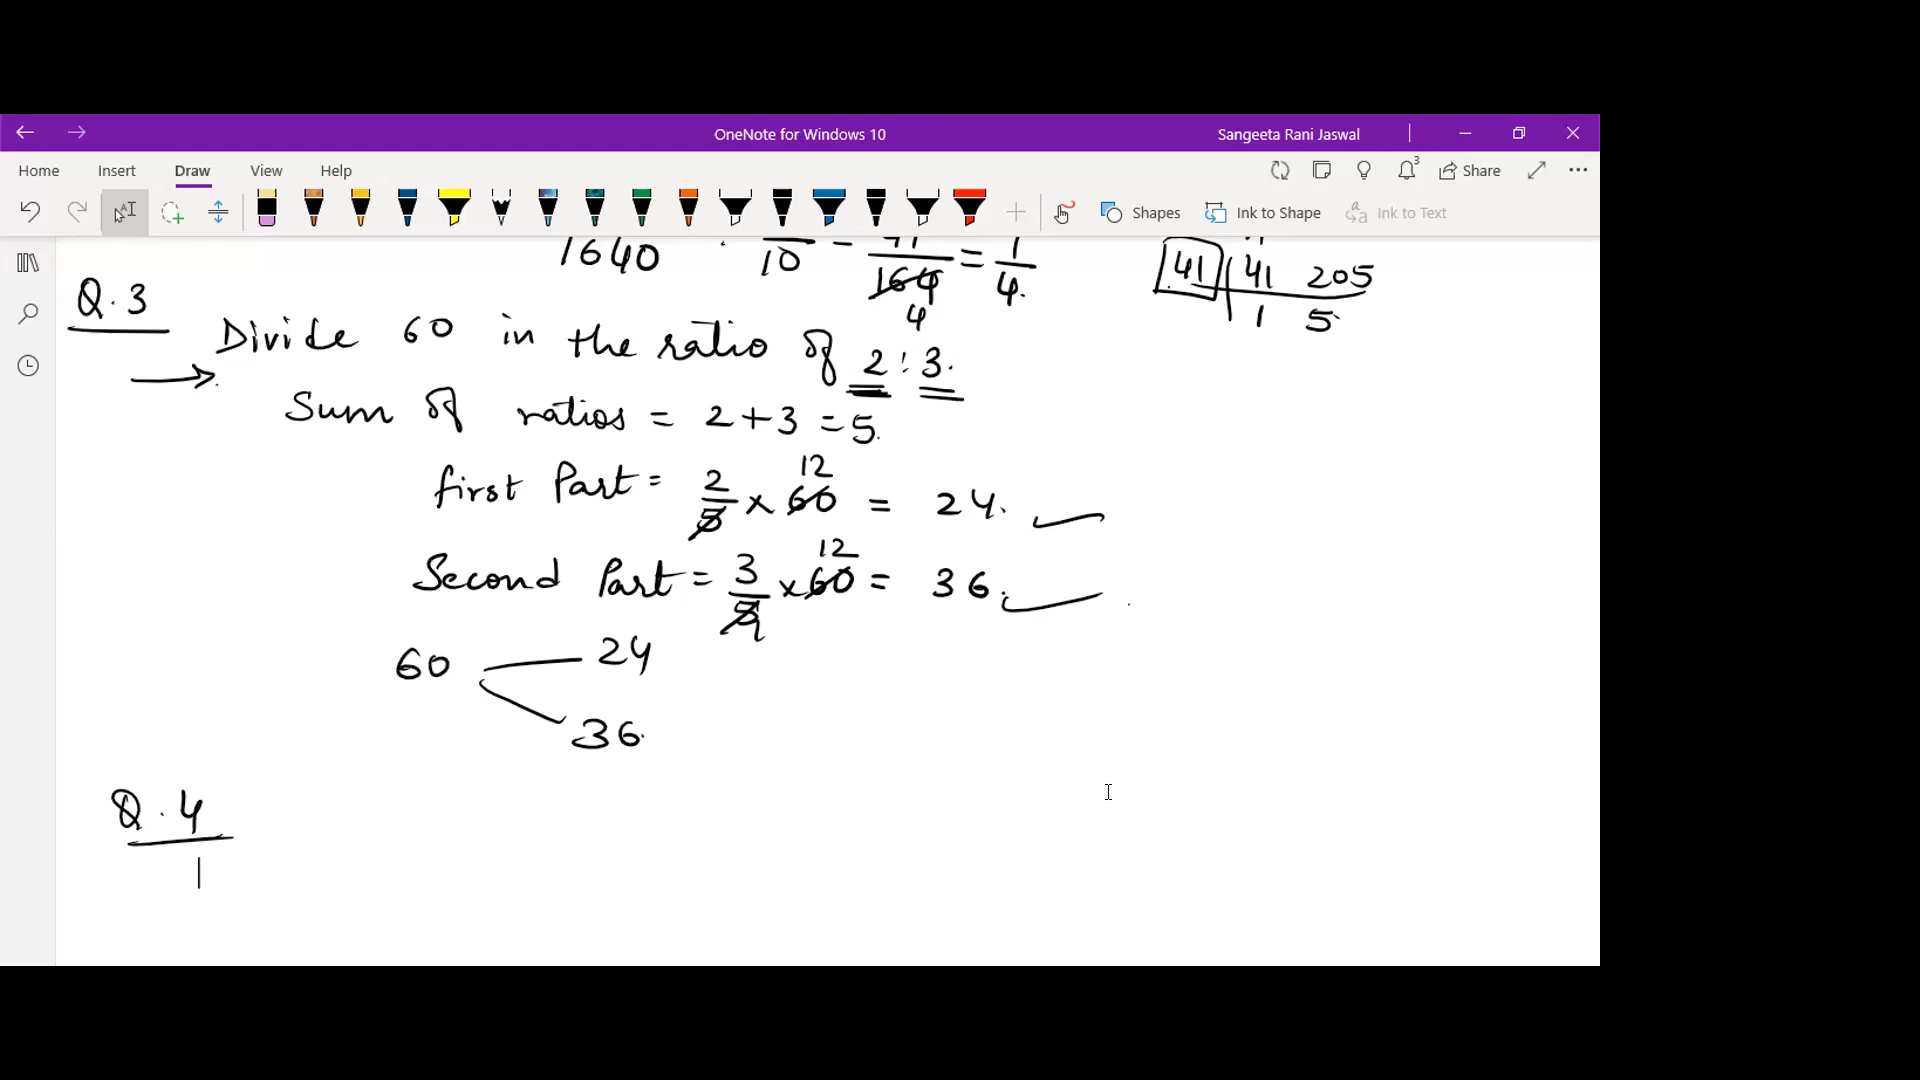 OneNote for Windows 10
Sangeeta Rani Jaswal
Home Insert Draw View Help
3
Share
Shapes
Ink to Shape
Ink to Text
1640 10 - 41/164 = 1/4.
4
41 | 41 205
1 5
Q.3
Divide 60 in the ratio of 2:3.
Sum of ratios = 2+3 = 5.
first Part = 2/5 x 60 = 24.
12
Second Part = 3/5 x 60 = 36.
12
60
24
36.
Q.4